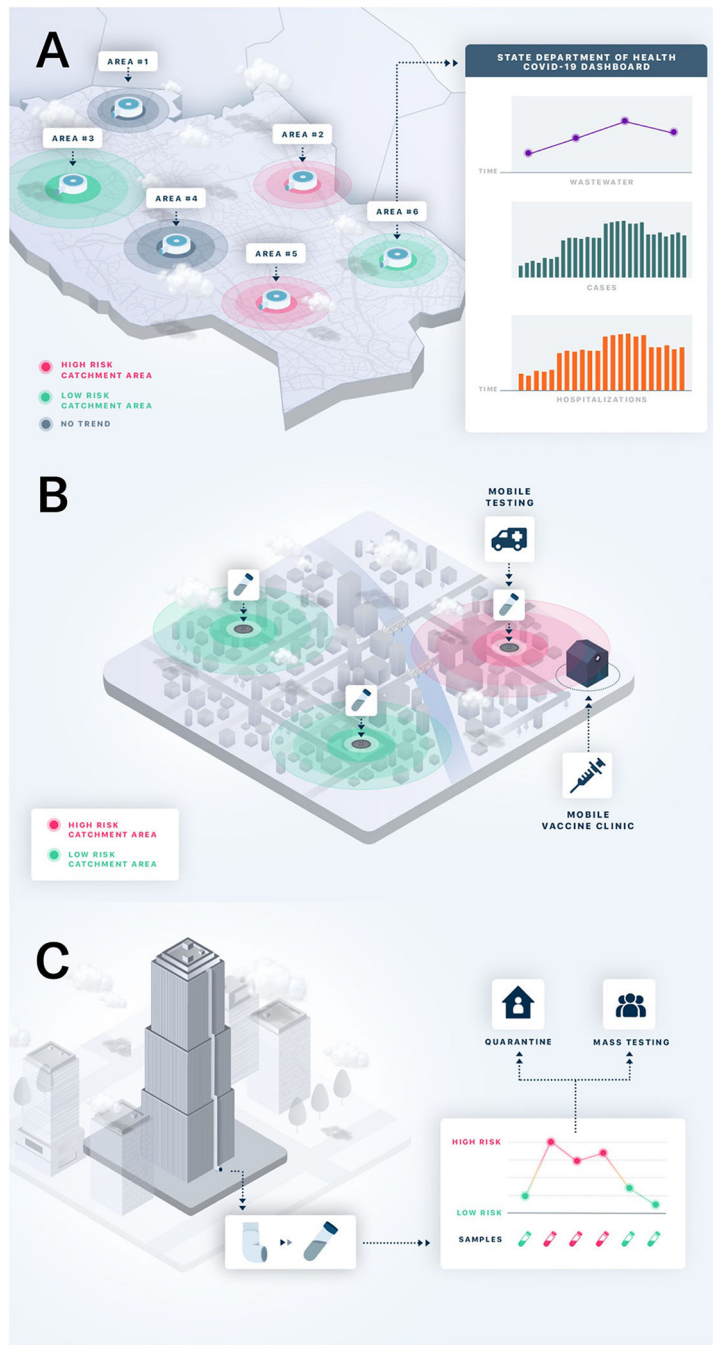 A
AREA #1
AREA #3
AREA #2
AREA #4
AREA #6
AREA #5
HIGH RISK
CATCHMENT AREA
LOW RISK
CATCHMENT AREA
NO TREND
STATE DEPARTMENT OF HEALTH
COVID-19 DASHBOARD
TIME
WASTEWATER
CASES
TIME
HOSPITALIZATIONS
B
MOBILE
TESTING
MOBILE
VACCINE CLINIC
HIGH RISK
CATCHMENT AREA
LOW RISK
CATCHMENT AREA
C
QUARANTINE
MASS TESTING
HIGH RISK
LOW RISK
SAMPLES